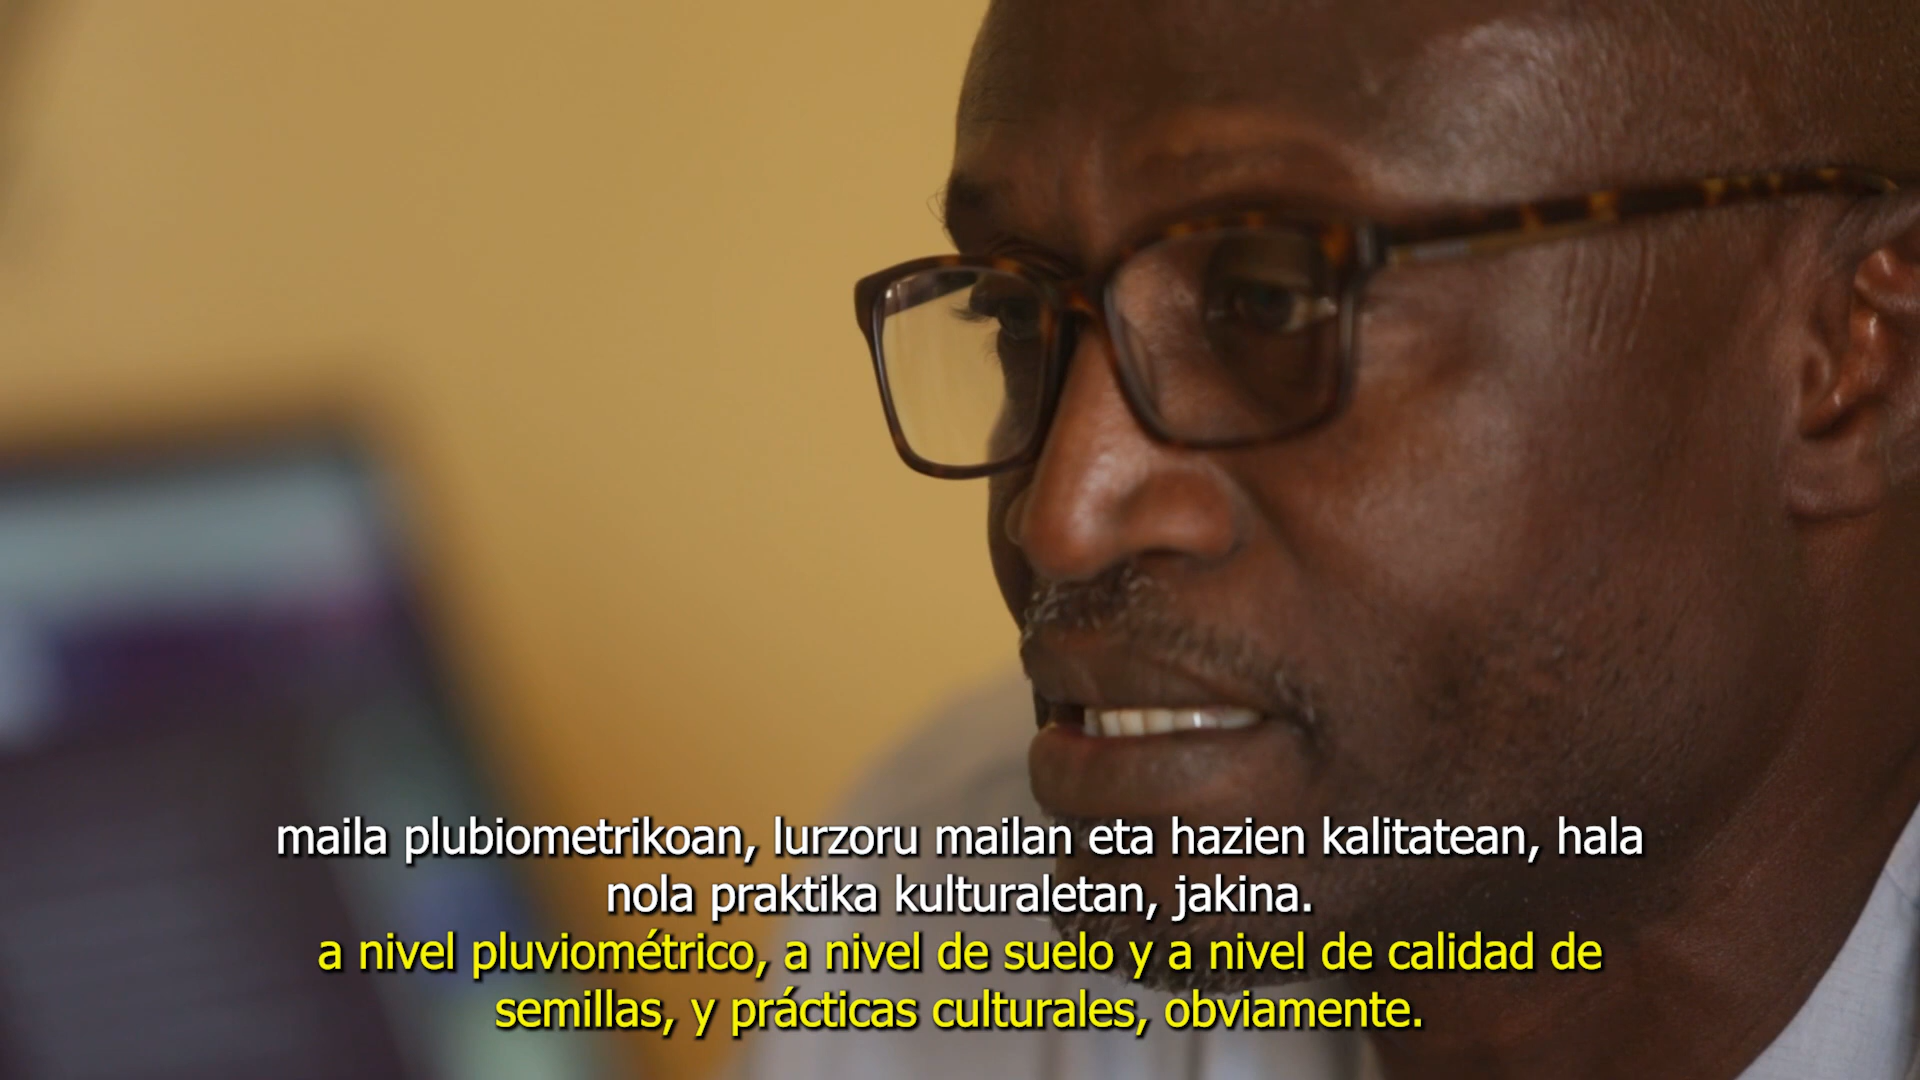 maila plubiometrikoan, lurzoru mailan eta hazien kalitatean, hala
nola praktika kulturaletan, jakina.
a nivel pluviométrico, a nivel de suelo y a nivel de calidad de
semillas, y prácticas culturales, obviamente.